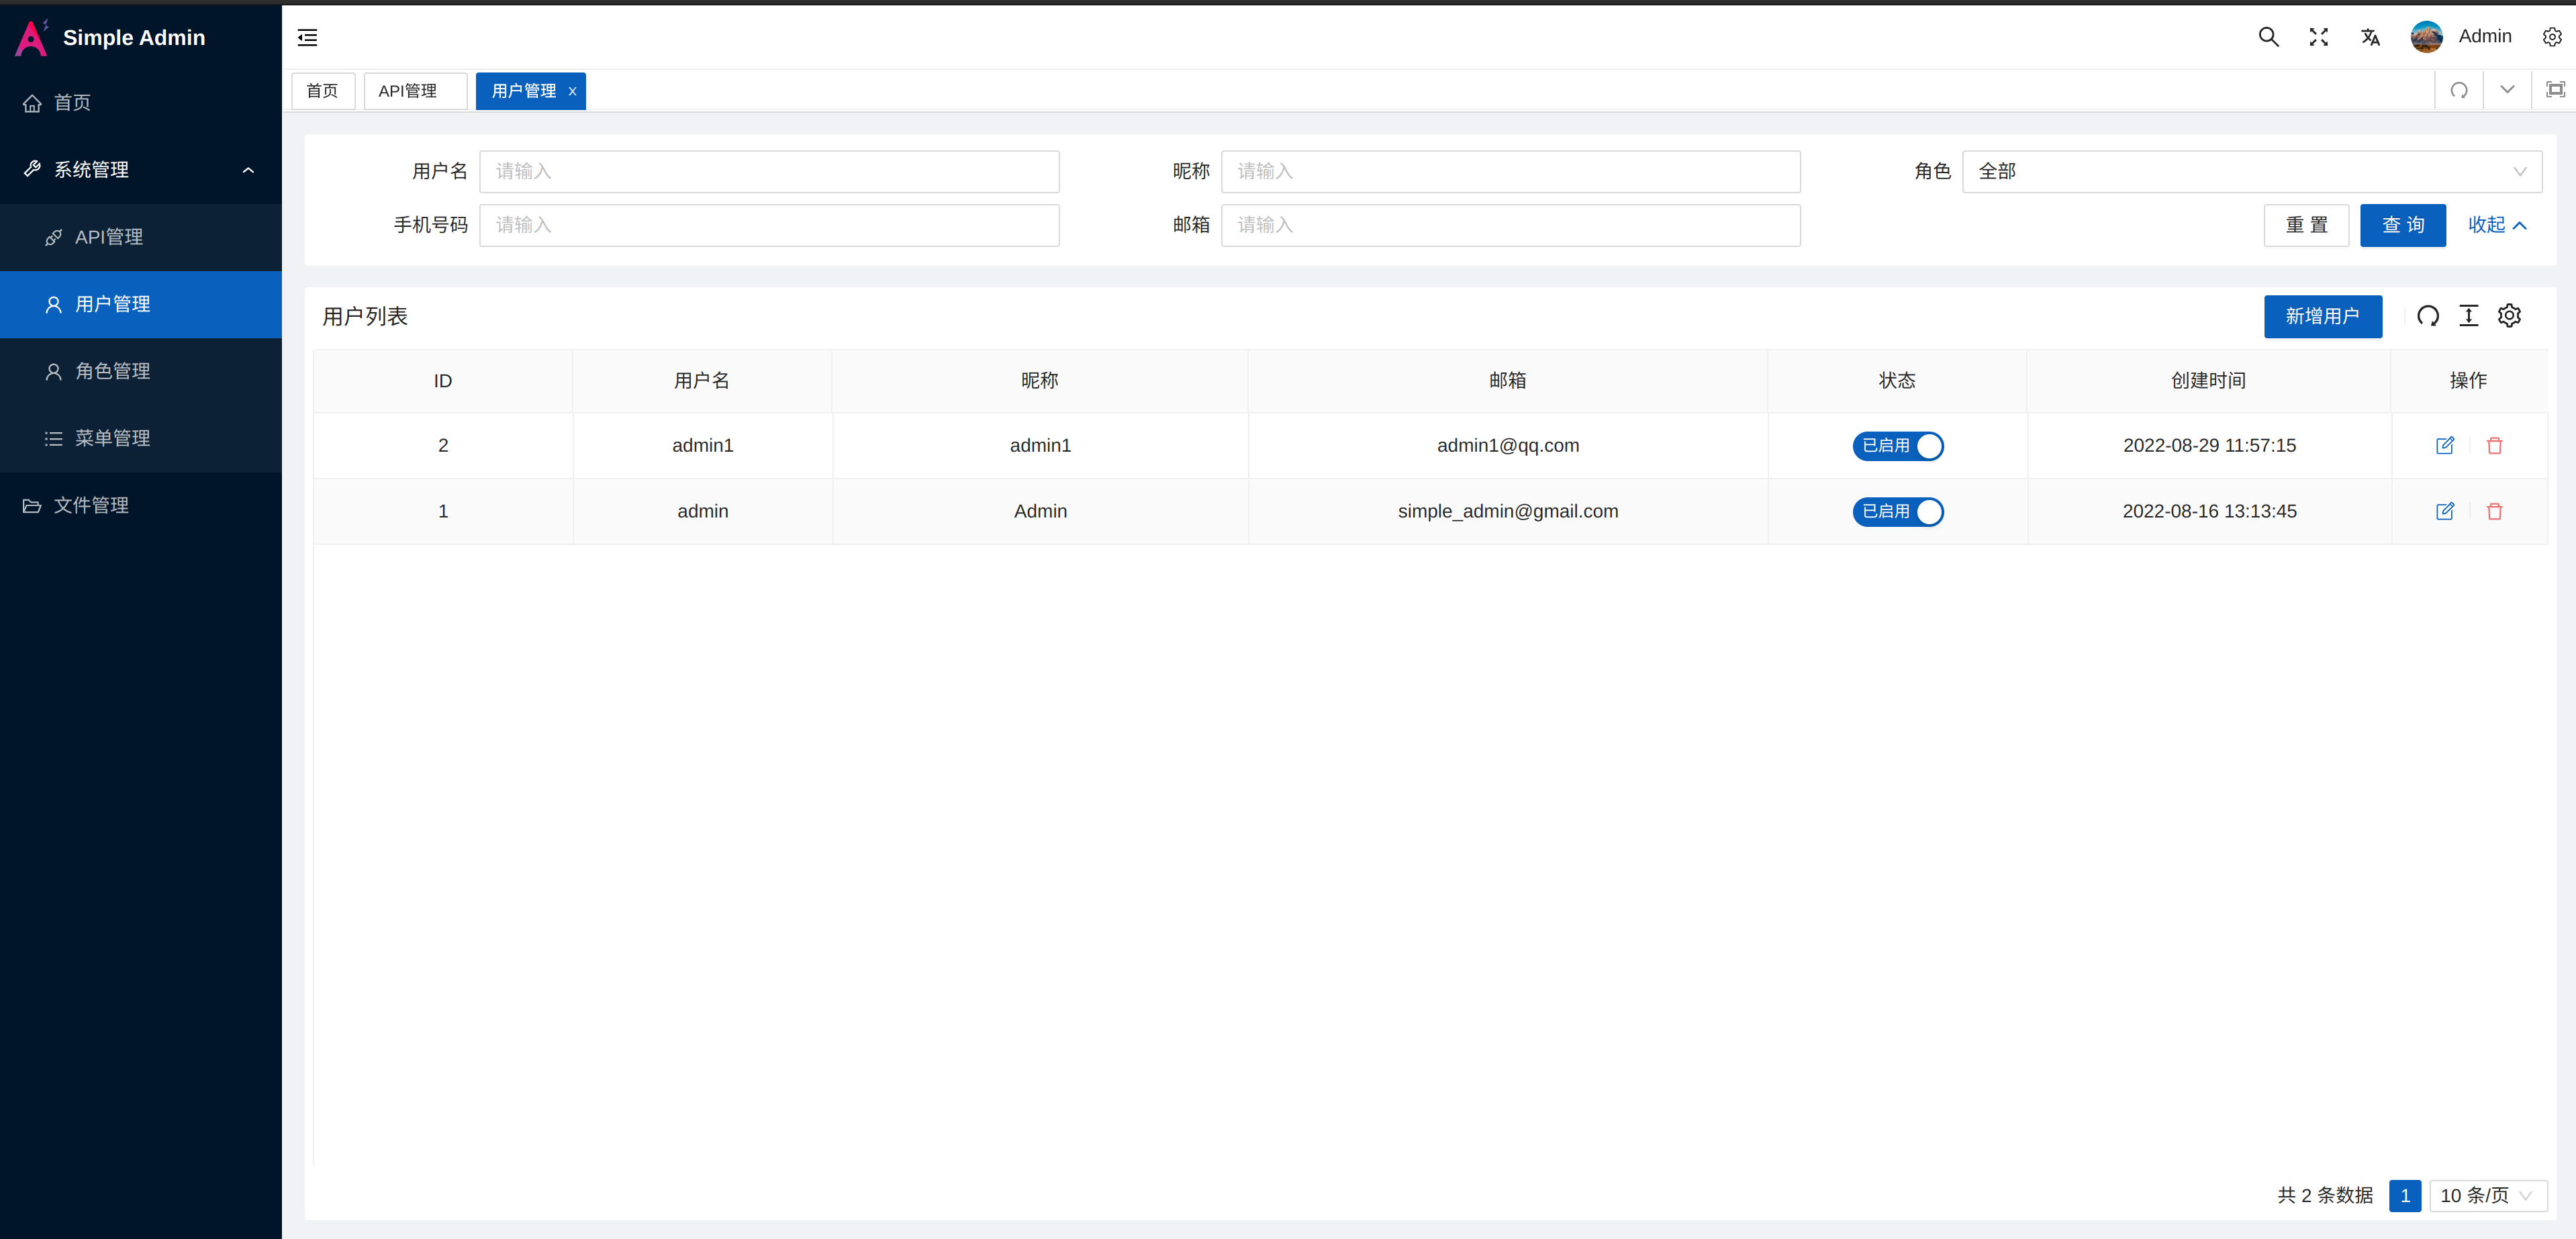 Simple Admin
首页
系统管理
API管理
用户管理
角色管理
菜单管理
文件管理
Admin
首页 API管理 用户管理 x
用户名 请输入 昵称 请输入 角色 全部
手机号码 请输入 邮箱 请输入 重 置 查 询 收起
用户列表 新增用户
ID 用户名 昵称 邮箱 状态 创建时间 操作
2 admin1 admin1 admin1@qq.com 已启用 2022-08-29 11:57:15
1 admin Admin simple_admin@gmail.com 已启用 2022-08-16 13:13:45
共 2 条数据 1 10 条/页